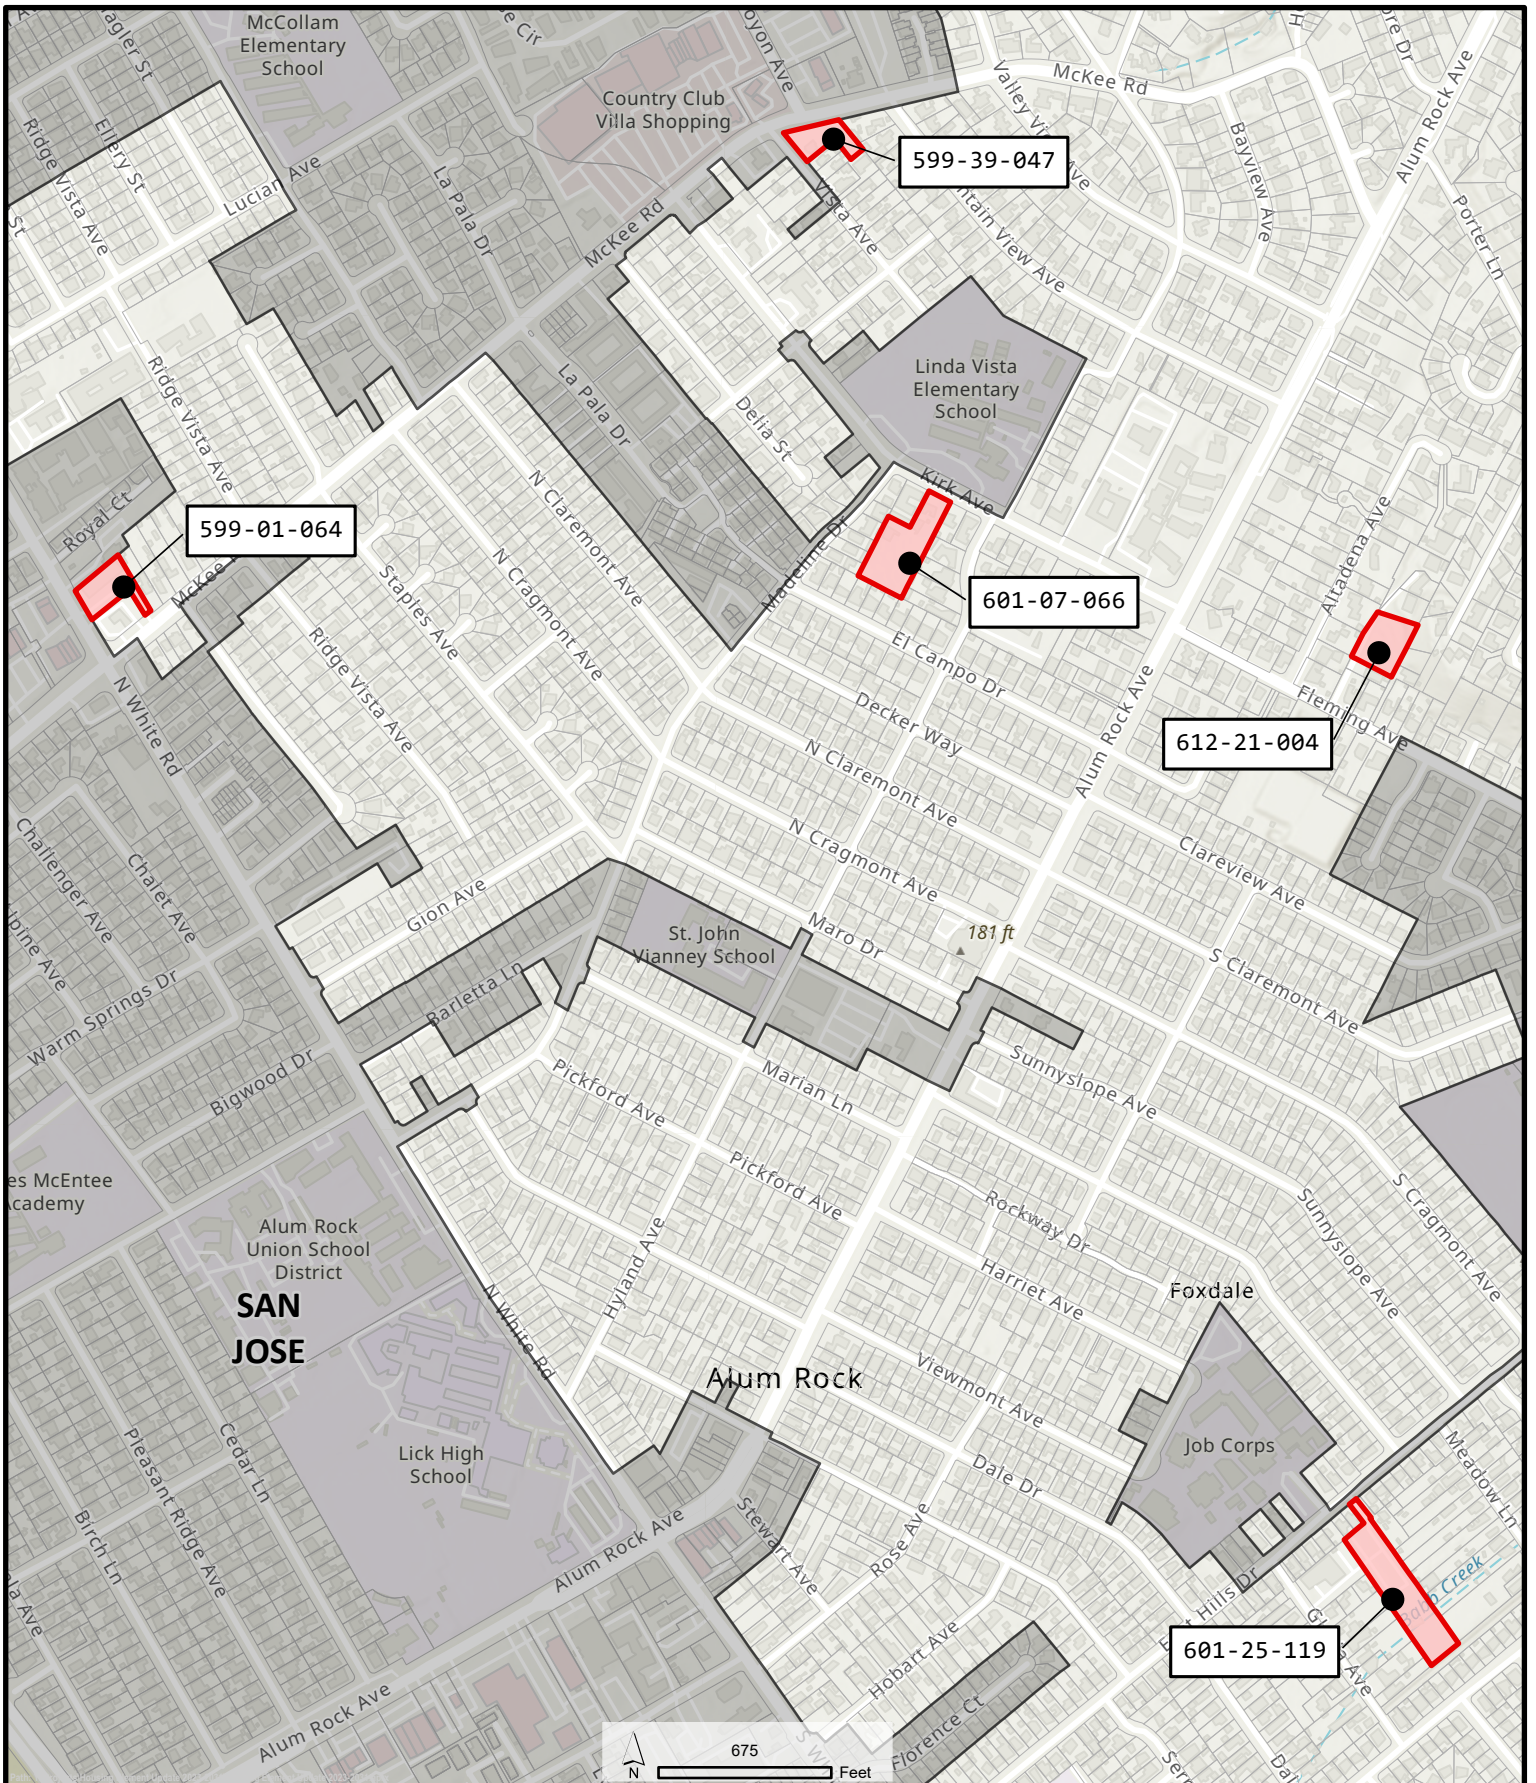 McCollam
Elementary
School
Country Club
Villa Shopping
McKee Rd
Alum Rock Ave
Ellery St
Ridge Vista Ave
Lucian Ave
La Pala Dr
599-39-047
Bayview Ave
Porter Ln
McKee Rd
Vista Ave
Linda Vista
Elementary
School
Ridge Vista Ave
La Pala Dr
Delia St
Kirk Ave
N Claremont Ave
Royal Ct
599-01-064
Altadena Ave
Madeline Dr
N Cragmont Ave
Staples Ave
601-07-066
El Campo Dr
Ridge Vista Ave
Decker Way
Alum Rock Ave
Fleming Ave
612-21-004
N White Rd
N Claremont Ave
N Cragmont Ave
Clareview Ave
Challenger Ave
Chalet Ave
Gion Ave
Maro Dr
181 ft
St. John
Vianney School
S Claremont Ave
Barletta Ln
Warm Springs Dr
Bigwood Dr
Pickford Ave
Marian Ln
Sunnyslope Ave
Pickford Ave
Rockway Dr
S Cragmont Ave
Sunnyslope Ave
es McEntee
Academy
Alum Rock
Union School
District
Hyland Ave
Harriet Ave
Foxdale
SAN
JOSE
N White Rd
Alum Rock
Viewmont Ave
Job Corps
Lick High
School
Cedar Ln
Pleasant Ridge Ave
Birch Ln
Dale Dr
Meadow Ln
Alum Rock Ave
Stewart Ave
Rose Ave
601-25-119
Hobart Ave
Florence Ct
Alum Rock Ave
675
N
Feet